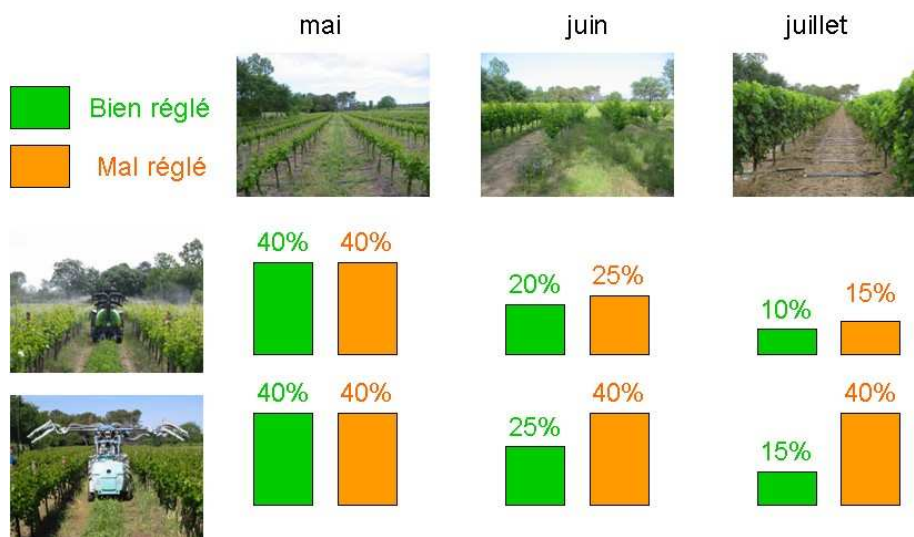 mai juin juillet
Bien réglé
Mal réglé
40% 40% 20% 25% 10% 15%
40% 40% 25% 40% 15% 40%